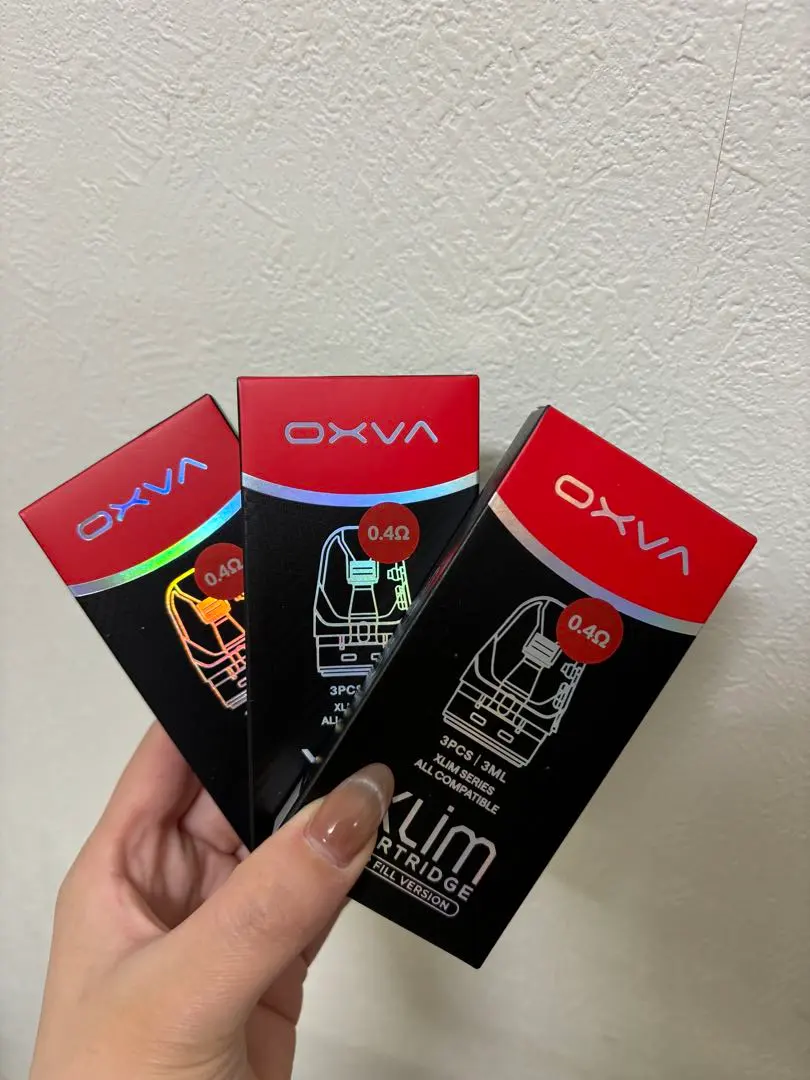 OXVA
0.4Ω
OXVA
0.4Ω
3PCS
OXVA
0.4Ω
3PCS | 3ML
XLIM SERIES
ALL COMPATIBLE
XLIM
RTRIDGE
FILL VERSION